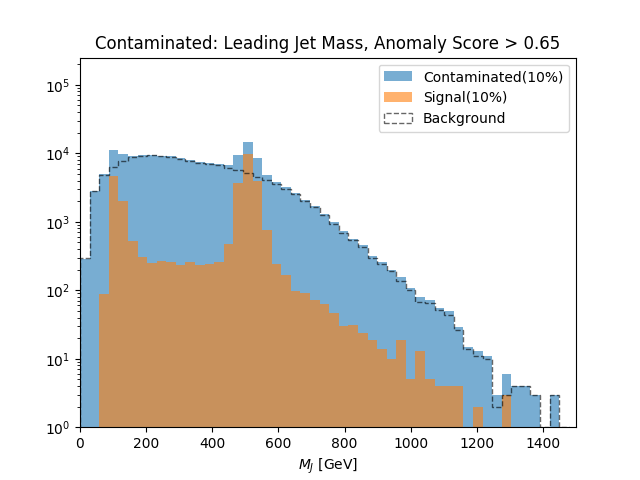 Contaminated: Leading Jet Mass, Anomaly Score > 0.65
Contaminated(10%)
Signal(10%)
Background
10^5
10^4
10^3
10^2
10^1
10^0
0 200 400 600 800 1000 1200 1400
M_J [GeV]